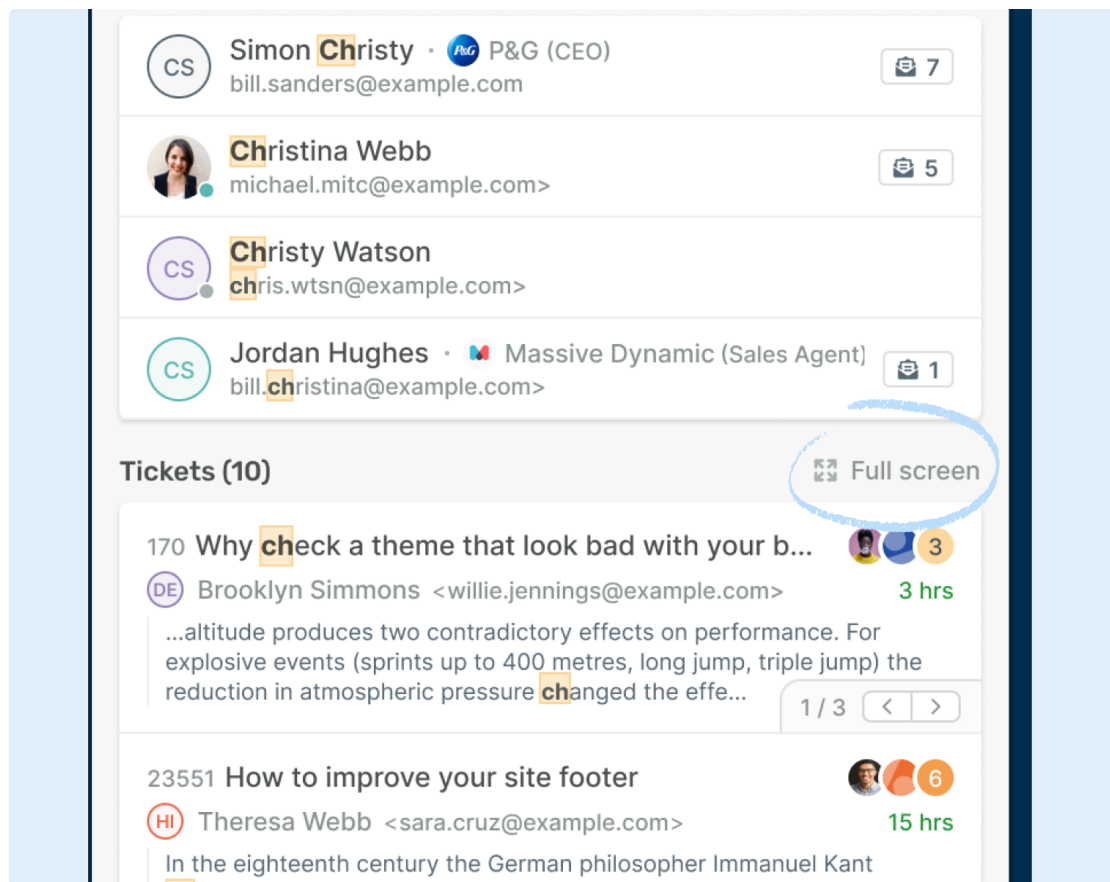 CS Simon Christy · P&G P&G (CEO) 7
bill.sanders@example.com
Christina Webb 5
michael.mitc@example.com>
CS Christy Watson
chris.wtsn@example.com>
CS Jordan Hughes · Massive Dynamic (Sales Agent) 1
bill.christina@example.com>
Tickets (10) Full screen
170 Why check a theme that look bad with your b... 3
DE Brooklyn Simmons <willie.jennings@example.com> 3 hrs
...altitude produces two contradictory effects on performance. For
explosive events (sprints up to 400 metres, long jump, triple jump) the
reduction in atmospheric pressure changed the effe...
1 / 3 < >
23551 How to improve your site footer 6
HI Theresa Webb <sara.cruz@example.com> 15 hrs
In the eighteenth century the German philosopher Immanuel Kant